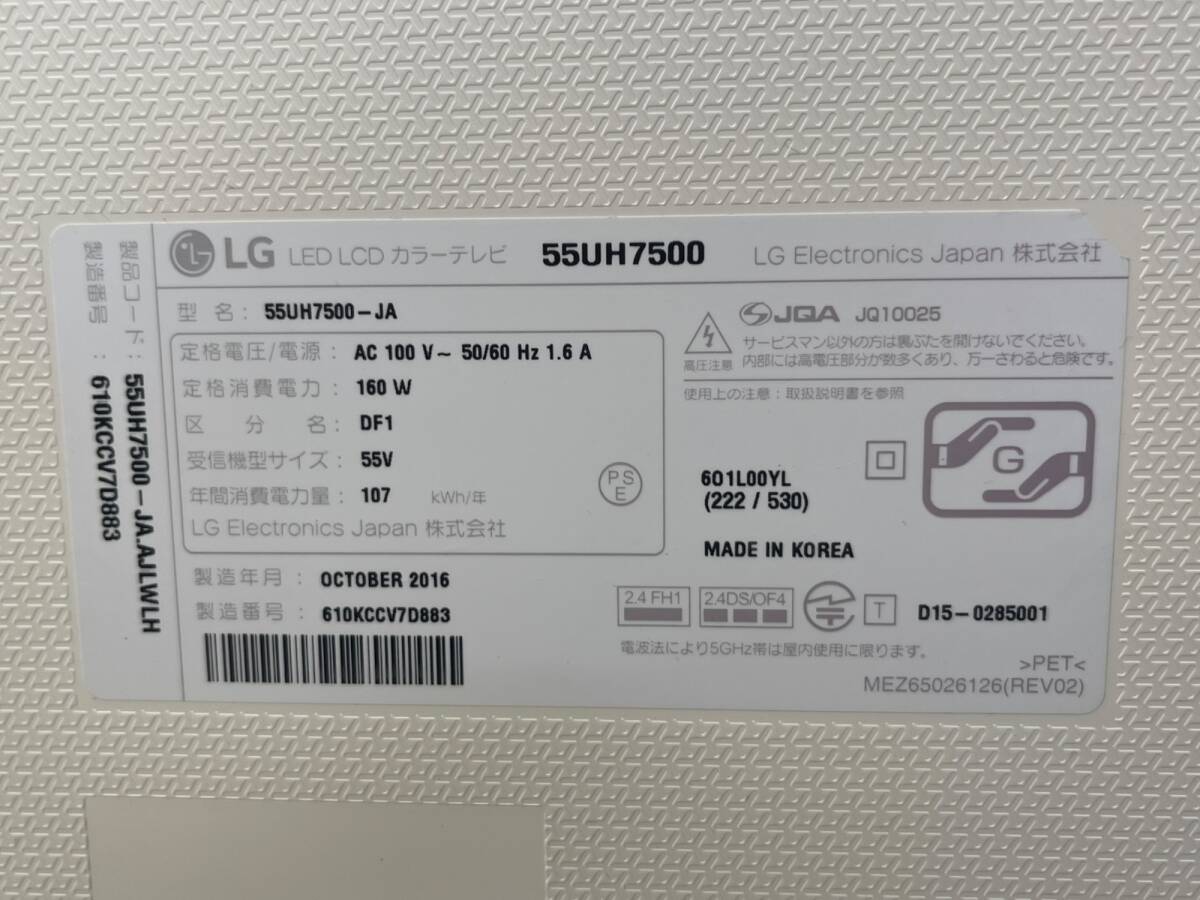 LG LED LCD カラーテレビ 55UH7500 LG Electronics Japan 株式会社
型 名: 55UH7500-JA
定格電圧/電源: AC 100 V~ 50/60 Hz 1.6 A
定格消費電力: 160 W
区 分 名: DF1
受信機型サイズ: 55V
年間消費電力量: 107 kWh/年
LG Electronics Japan 株式会社
PS
E
製造年月: OCTOBER 2016
製造番号: 610KCCV7D883
JQA JQ10025
高圧注意
サービスマン以外の方は裏ぶたを開けないでください。
内部には高電圧部分が数多くあり、万一さわると危険です。
使用上の注意:取扱説明書を参照
G
601L00YL
(222 / 530)
MADE IN KOREA
2.4 FH1 2.4DS/OF4 T D15-0285001
電波法により5GHz帯は屋内使用に限ります。
>PET<
MEZ65026126(REV02)
製品コード: 55UH7500-JA.AJLWLH
製造番号: 610KCCV7D883